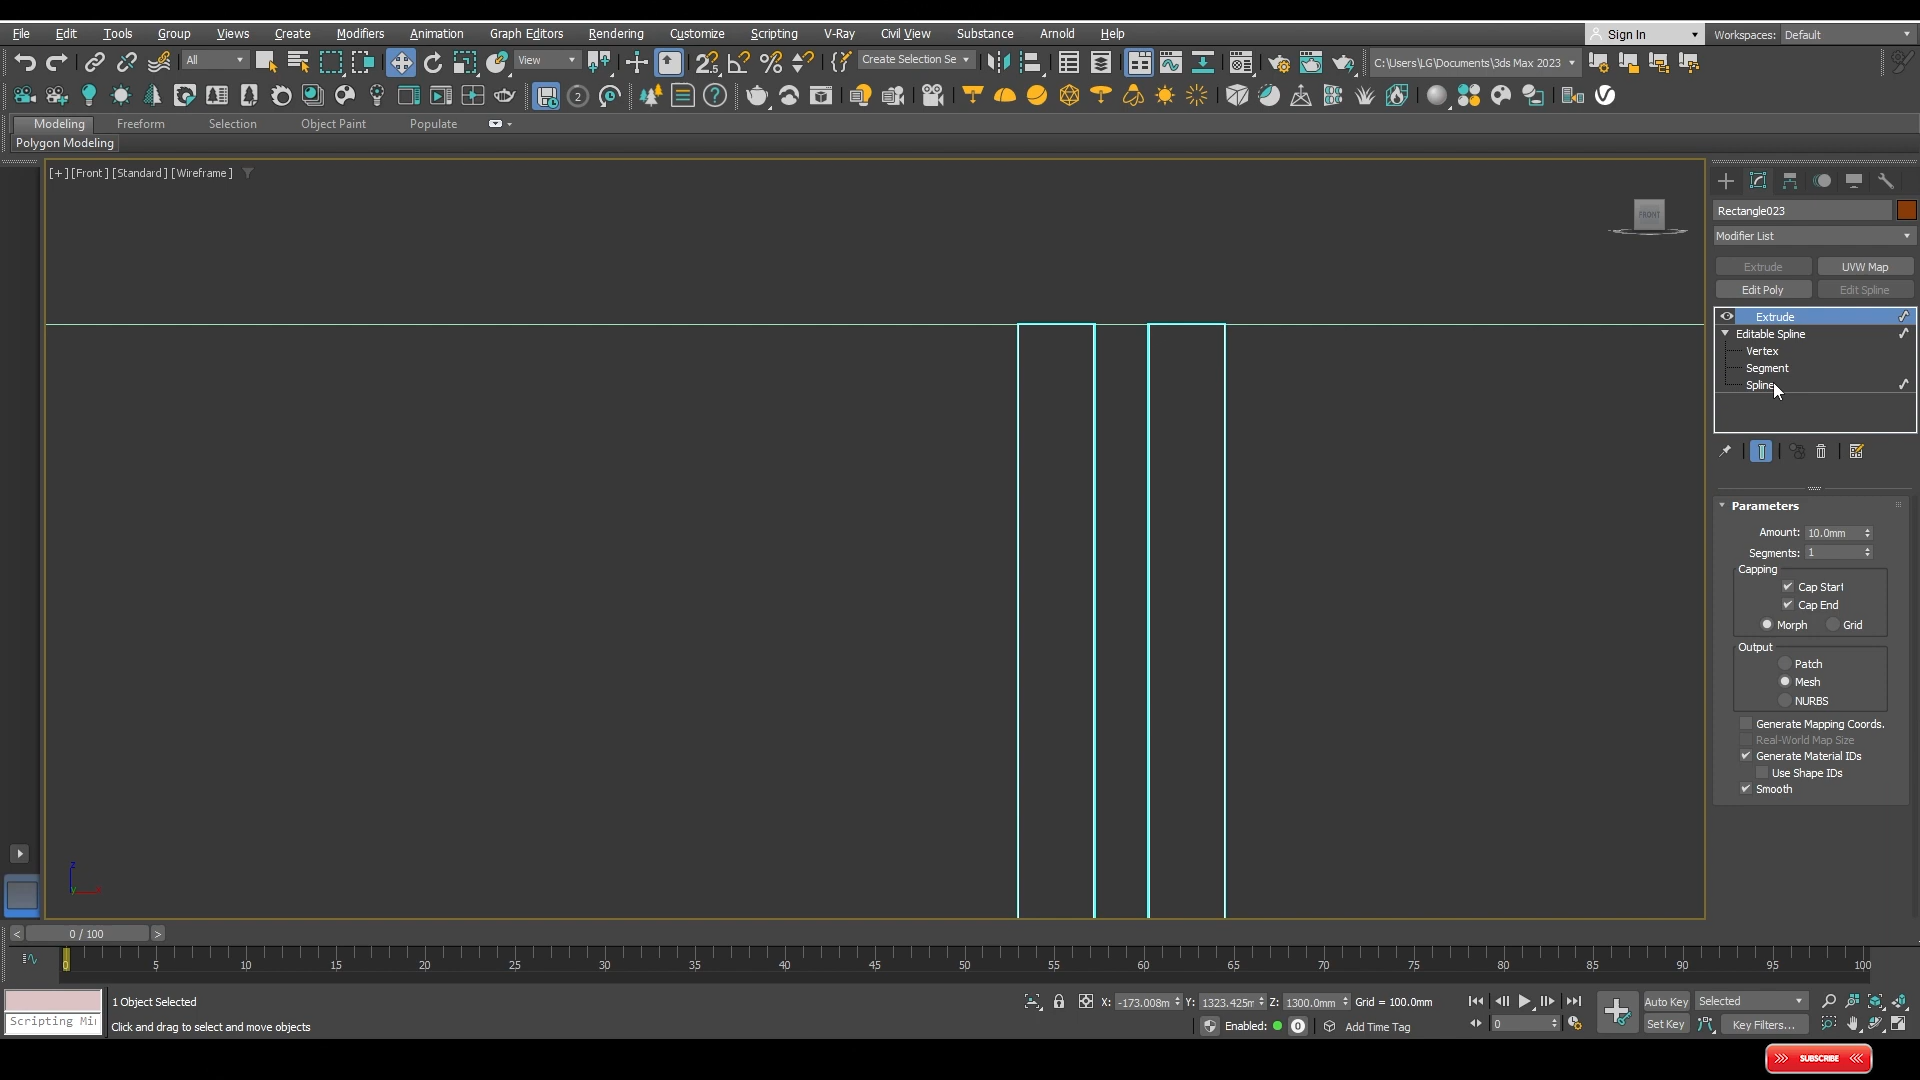 File Edit Tools Group Views Create Modifiers Animation Graph Editors Rendering Customize Scripting V-Ray Civil View Substance Arnold Help Sign In Workspaces: Default
All View Create Selection Se C:\Users\LG\Documents\3ds Max 2023
2
Modeling Freeform Selection Object Paint Populate
Polygon Modeling
[+] [Front] [Standard] [Wireframe]
FRONT
Rectangle023
Modifier List
Extrude UVW Map
Edit Poly Edit Spline
Extrude
Editable Spline
Vertex
Segment
Spline
Parameters
Amount: 10.0mm
Segments: 1
Capping
Cap Start
Cap End
Morph Grid
Output
Patch
Mesh
NURBS
Generate Mapping Coords.
Real-World Map Size
Generate Material IDs
Use Shape IDs
Smooth
z
y
< 0 / 100 >
0 5 10 15 20 25 30 35 40 45 50 55 60 65 70 75 80 85 90 95 100
1 Object Selected X: -173.008m Y: 1323.425m Z: 1300.0mm Grid = 100.0mm Auto Key Selected
Scripting Mi Click and drag to select and move objects Enabled: 0 Add Time Tag 0 Set Key Key Filters...
SUBSCRIBE